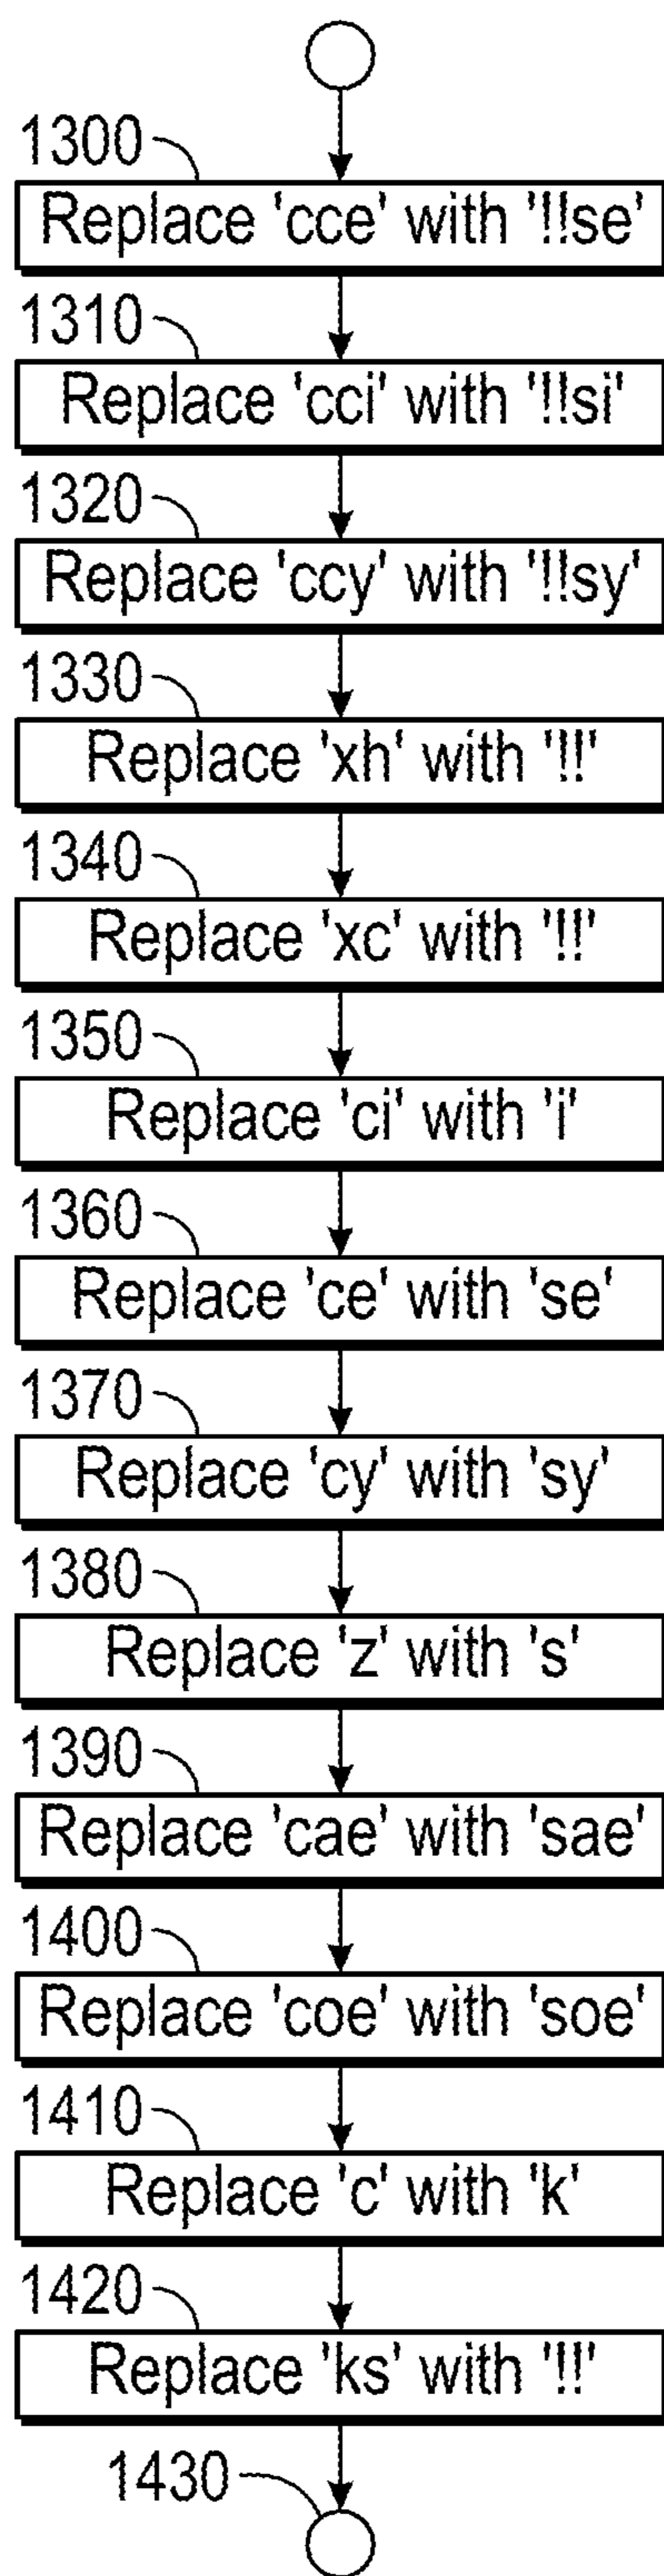 1300
Replace 'cce' with '!!se'
1310
Replace 'cci' with '!!si'
1320
Replace 'ccy' with '!!sy'
1330
Replace 'xh' with '!!'
1340
Replace 'xc' with '!!'
1350
Replace 'ci' with 'i'
1360
Replace 'ce' with 'se'
1370
Replace 'cy' with 'sy'
1380
Replace 'z' with 's'
1390
Replace 'cae' with 'sae'
1400
Replace 'coe' with 'soe'
1410
Replace 'c' with 'k'
1420
Replace 'ks' with '!!'
1430